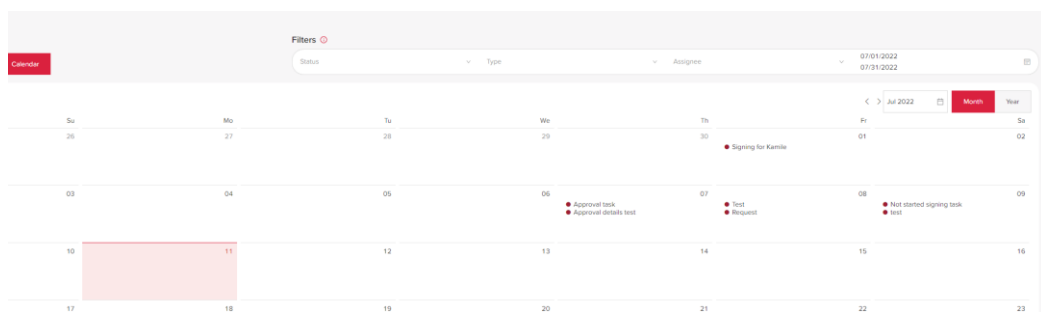 Filters
Calendar
Status
Type
Assignee
07/01/2022
07/31/2022
Jul 2022
Month
Year
Su Mo Tu We Th Fr Sa
26 27 28 29 30 01 02
Signing for Kamile
03 04 05 06 07 08 09
Approval task Test Not started signing task
Approval details test Request test
10 11 12 13 14 15 16
17 18 19 20 21 22 23